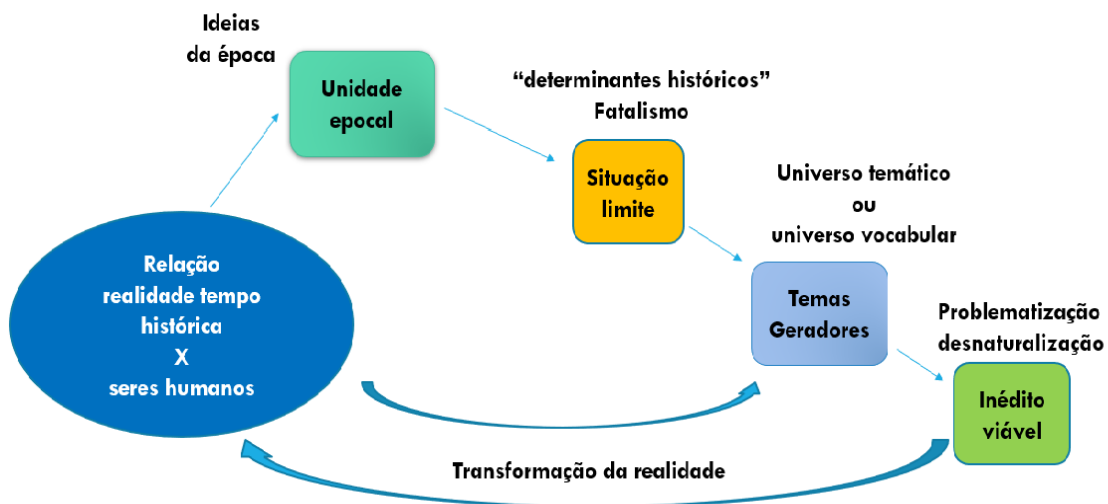 Ideias
da época
Unidade
epocal
“determinantes históricos”
Fatalismo
Situação
limite
Universo temático
ou
universo vocabular
Temas
Geradores
Problematização
desnaturalização
Inédito
viável
Relação
realidade tempo
histórica
X
seres humanos
Transformação da realidade